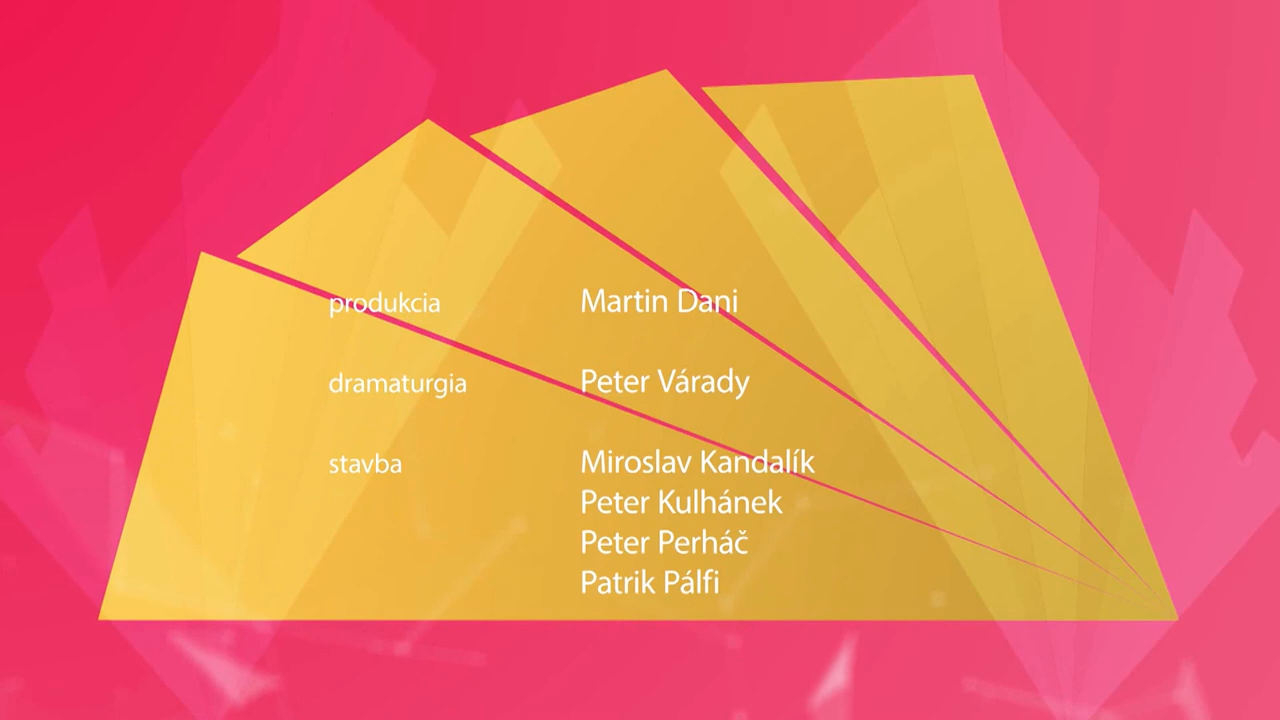 produkcia Martin Dani
dramaturgia Peter Várady
stavba Miroslav Kandalík
Peter Kulhánek
Peter Perháč
Patrik Pálfi